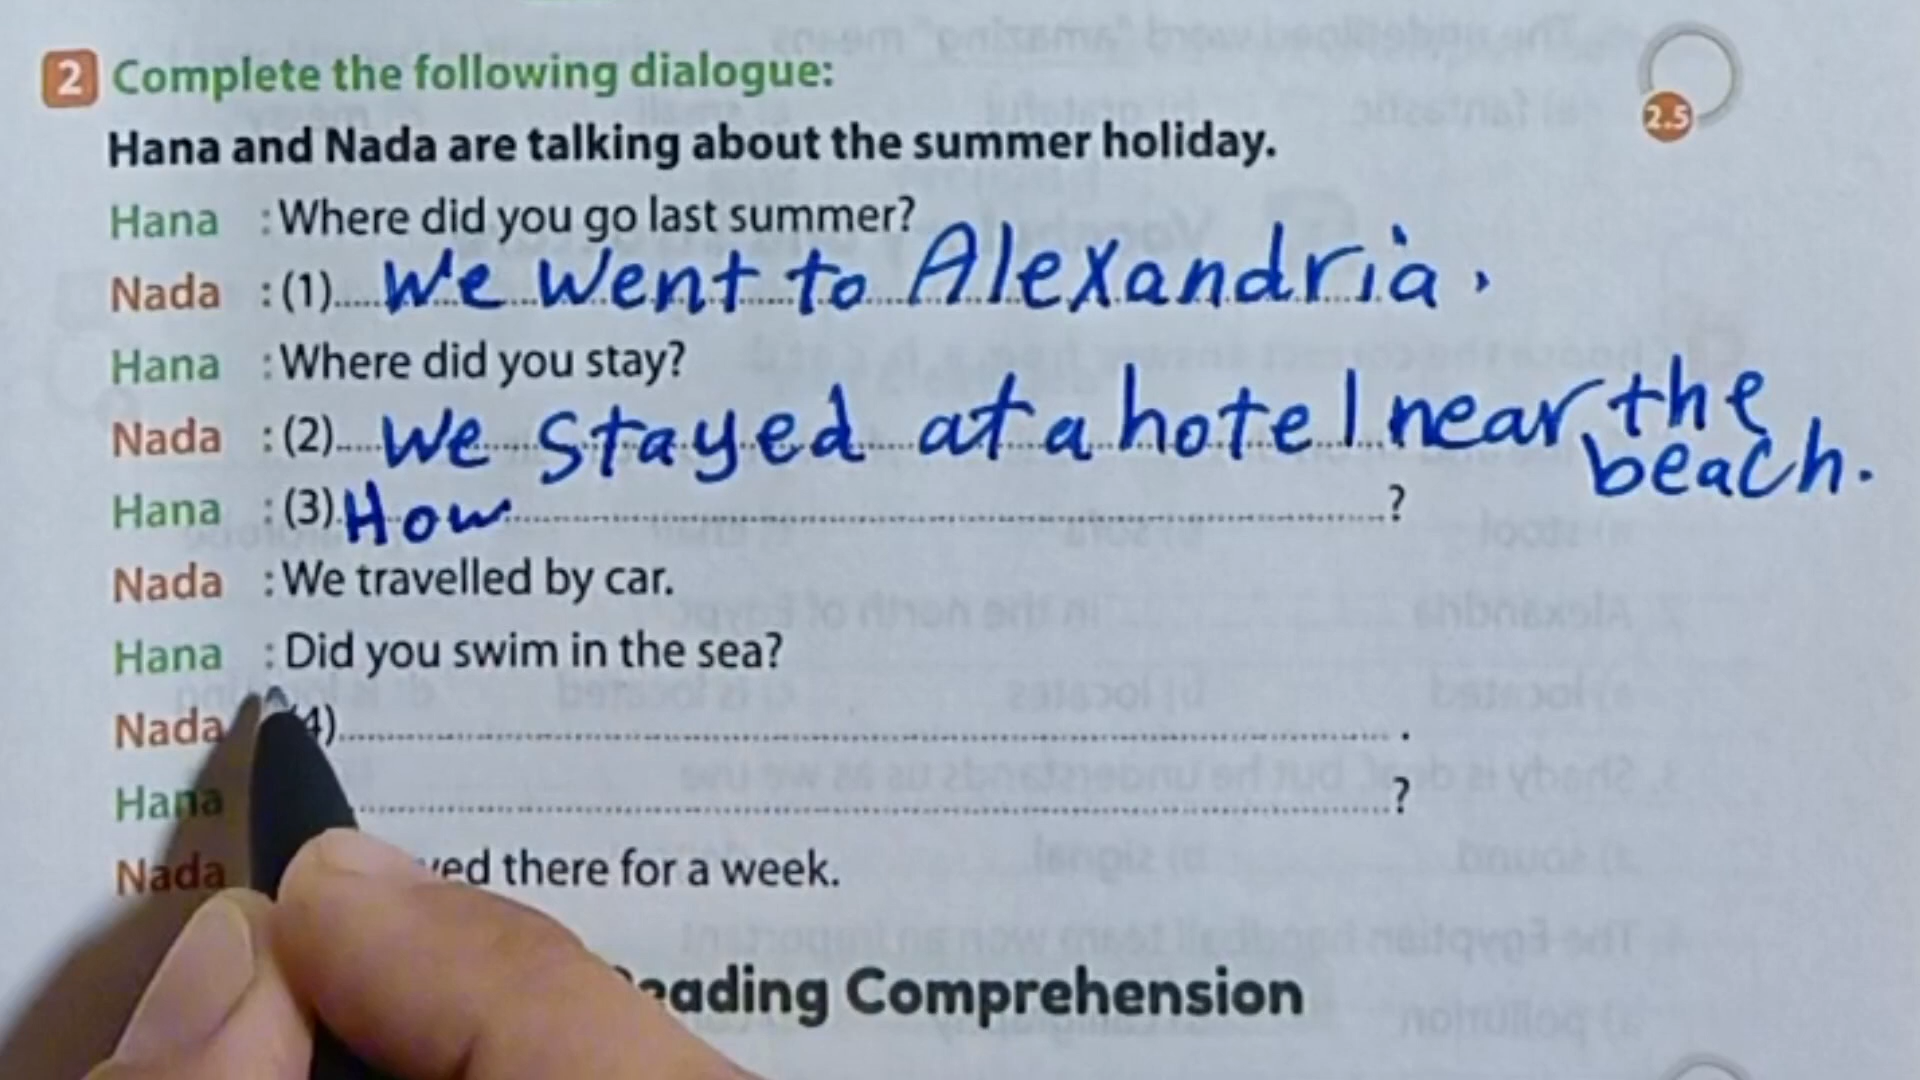 2 Complete the following dialogue:
2.5
Hana and Nada are talking about the summer holiday.
Hana : Where did you go last summer?
Nada : (1)..... We went to Alexandria.
Hana : Where did you stay?
Nada : (2)..... We stayed at a hotel near the beach.
Hana : (3). How ..........?
Nada : We travelled by car.
Hana : Did you swim in the sea?
Nada 4)..........
Hana ..........?
Nada there for a week.
Comprehension